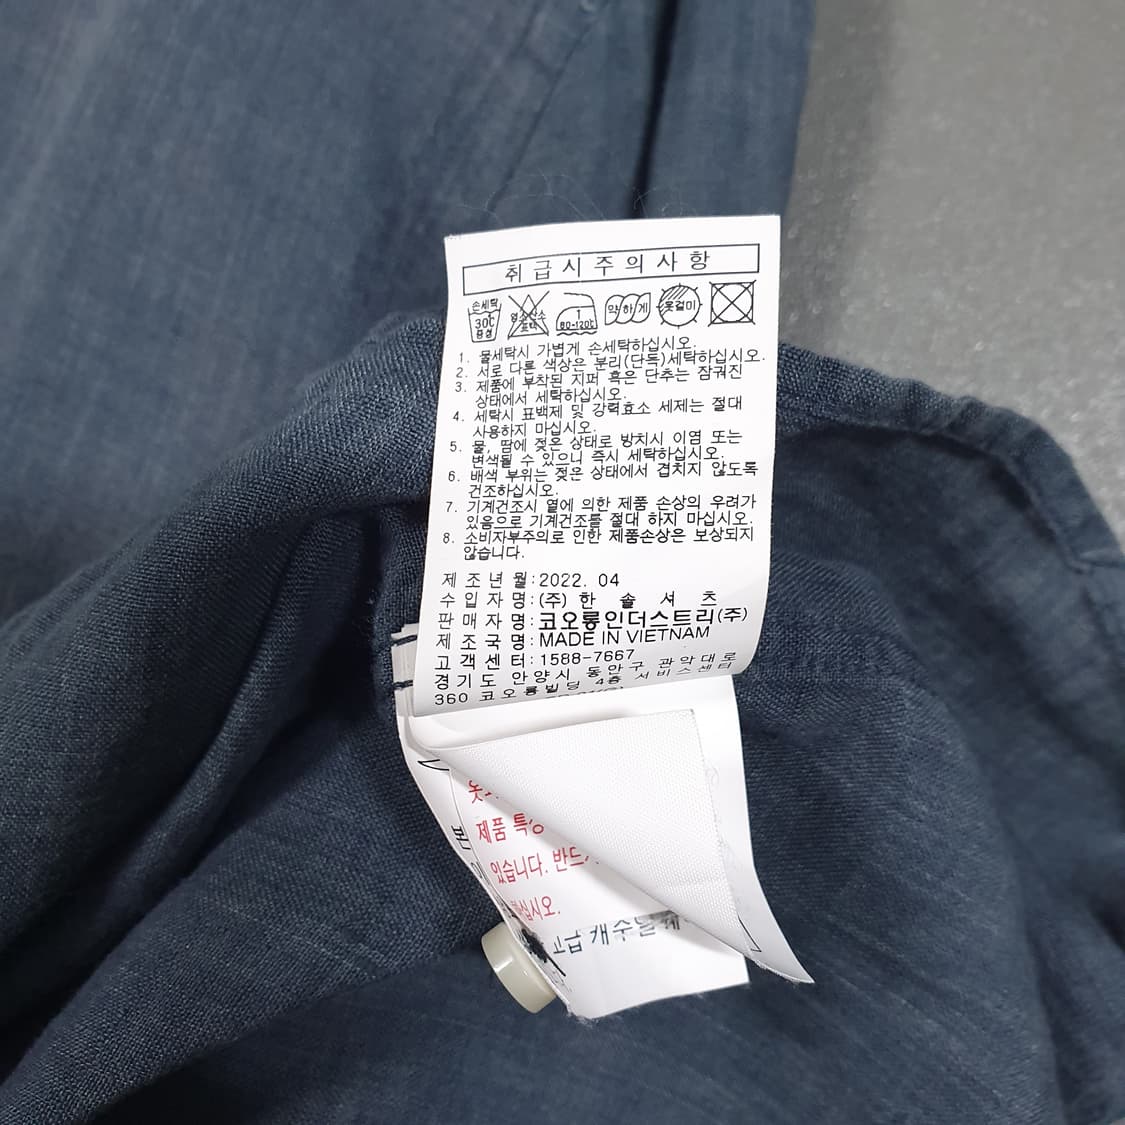 취급시주의사항
손세탁
30℃
중성
염소산소
표백
1
80-120℃
약하게
옷걸이
1. 물세탁시 가볍게 손세탁하십시오.
2. 서로 다른 색상은 분리(단독)세탁하십시오.
3. 제품에 부착된 지퍼 혹은 단추는 잠궈진
상태에서 세탁하십시오.
4. 세탁시 표백제 및 강력효소 세제는 절대
사용하지 마십시오.
5. 물, 땀에 젖은 상태로 방치시 이염 또는
변색될 수 있으니 즉시 세탁하십시오.
6. 배색 부위는 젖은 상태에서 겹치지 않도록
건조하십시오.
7. 기계건조시 열에 의한 제품 손상의 우려가
있음으로 기계건조를 절대 하지 마십시오.
8. 소비자부주의로 인한 제품손상은 보상되지
않습니다.
제조년월:2022. 04
수입자명:(주)한솔셔츠
판매자명:코오롱인더스트리(주)
제조국명:MADE IN VIETNAM
고객센터:1588-7667
경기도 안양시 동안구 관악대로
360 코오롱빌딩 4층 서비스센터
제품 특
본
있습니다. 반드
하십시오.
고급 캐주얼